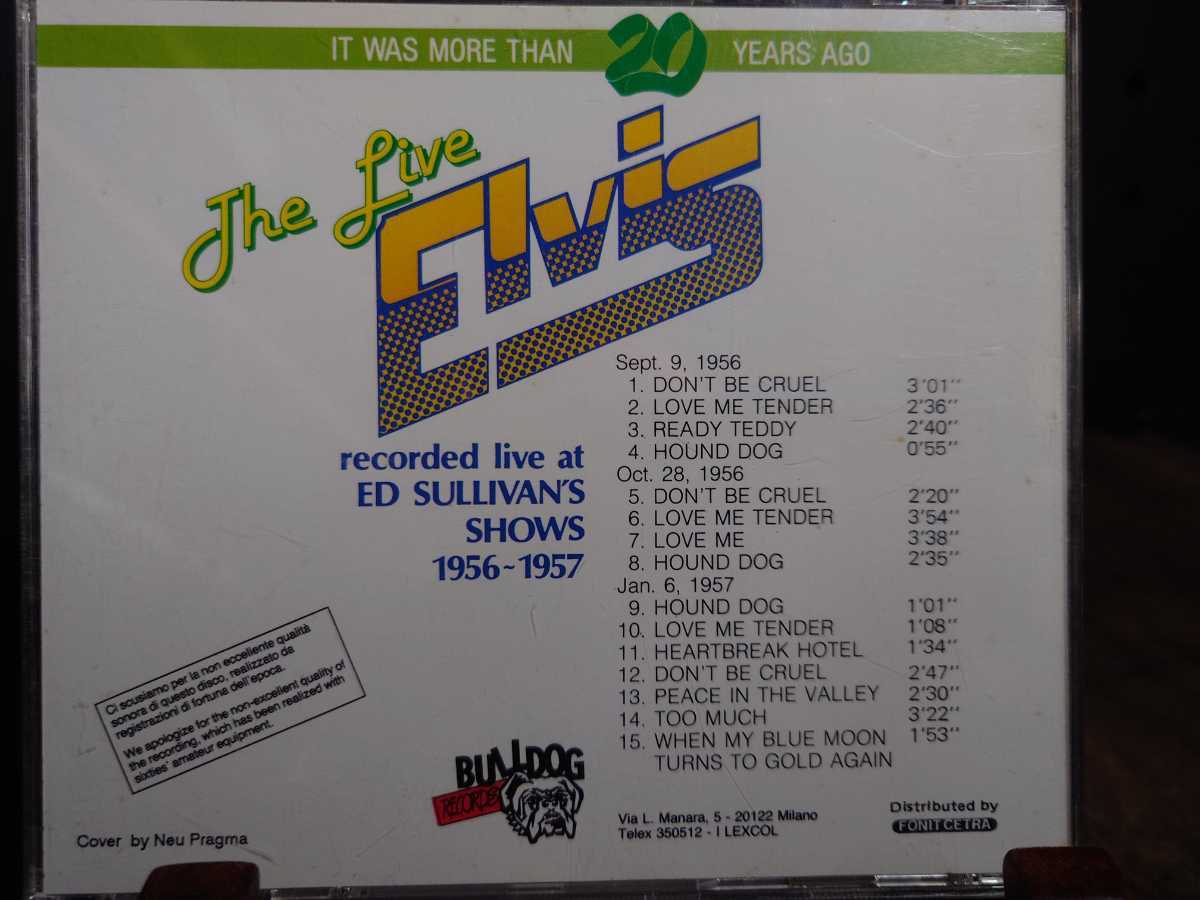 IT WAS MORE THAN 20 YEARS AGO
The Live
Elvis
recorded live at
ED SULLIVAN'S
SHOWS
1956~1957
Sept. 9, 1956
1. DON'T BE CRUEL 3'01"
2. LOVE ME TENDER 2'36"
3. READY TEDDY 2'40"
4. HOUND DOG 0'55"
Oct. 28, 1956
5. DON'T BE CRUEL 2'20"
6. LOVE ME TENDER 3'54"
7. LOVE ME 3'38"
8. HOUND DOG 2'35"
Jan. 6, 1957
9. HOUND DOG 1'01"
10. LOVE ME TENDER 1'08"
11. HEARTBREAK HOTEL 1'34"
12. DON'T BE CRUEL 2'47"
13. PEACE IN THE VALLEY 2'30"
14. TOO MUCH 3'22"
15. WHEN MY BLUE MOON 1'53"
TURNS TO GOLD AGAIN
Ci scusiamo per la non eccellente qualità
sonora di questo disco, realizzato da
registrazioni di fortuna dell'epoca.
We apologize for the non-excellent quality of
the recording, which has been realized with
sixties' amateur equipment.
BULLDOG
RECORDS
Cover by Neu Pragma
Via L. Manara, 5 - 20122 Milano
Telex 350512 - I LEXCOL
Distributed by
FONIT CETRA